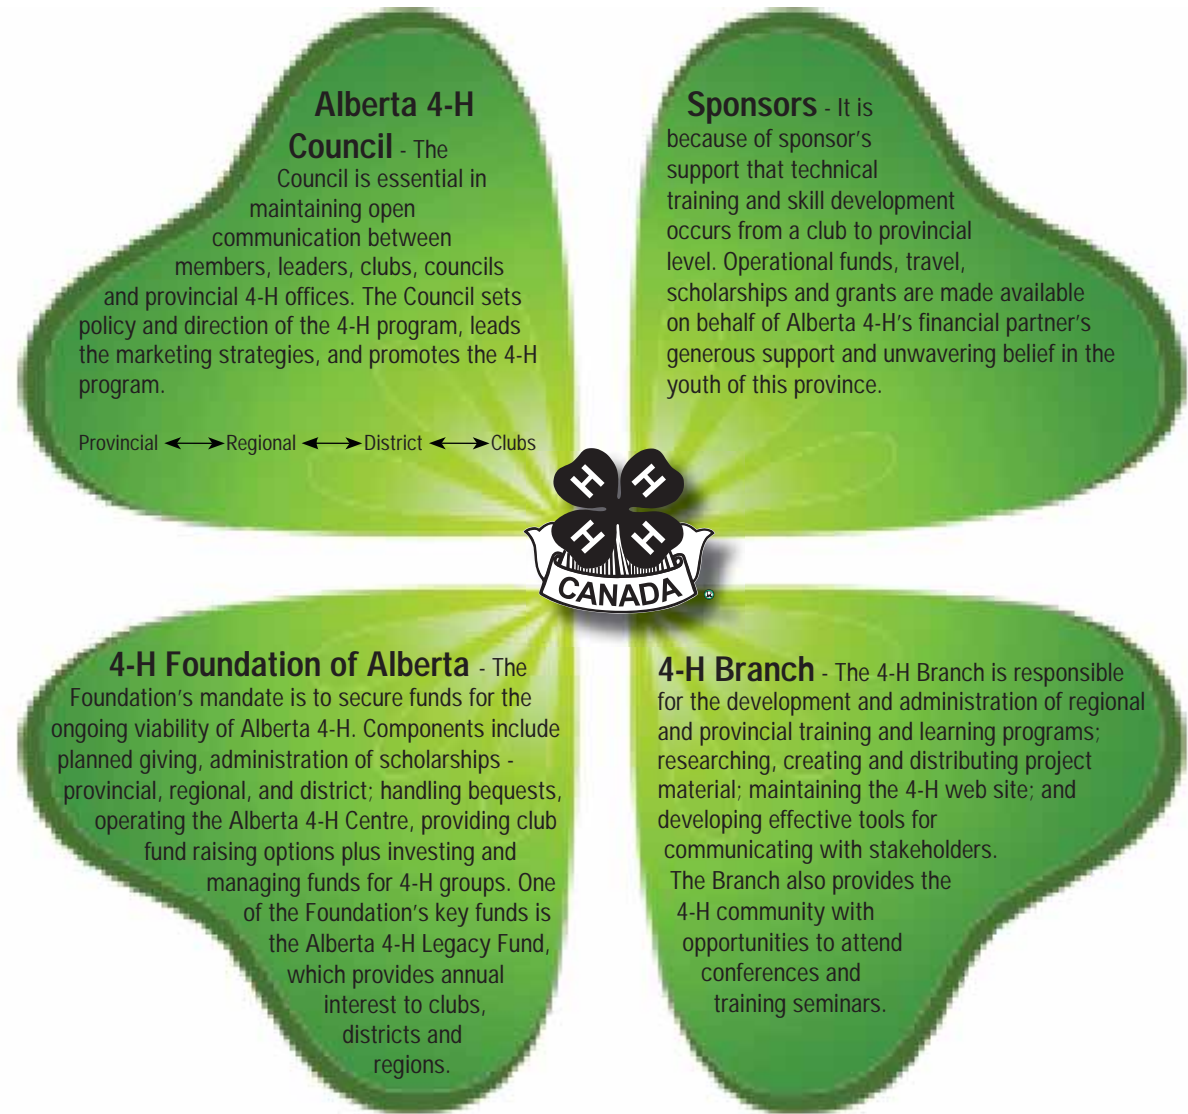 Alberta 4-H
Council - The
Council is essential in
maintaining open
communication between
members, leaders, clubs, councils
and provincial 4-H offices. The Council sets
policy and direction of the 4-H program, leads
the marketing strategies, and promotes the 4-H
program.
Provincial Regional District Clubs
Sponsors - It is
because of sponsor's
support that technical
training and skill development
occurs from a club to provincial
level. Operational funds, travel,
scholarships and grants are made available
on behalf of Alberta 4-H's financial partner's
generous support and unwavering belief in the
youth of this province.
H H
H H
CANADA
4-H Foundation of Alberta - The
Foundation's mandate is to secure funds for the
ongoing viability of Alberta 4-H. Components include
planned giving, administration of scholarships -
provincial, regional, and district; handling bequests,
operating the Alberta 4-H Centre, providing club
fund raising options plus investing and
managing funds for 4-H groups. One
of the Foundation's key funds is
the Alberta 4-H Legacy Fund,
which provides annual
interest to clubs,
districts and
regions.
4-H Branch - The 4-H Branch is responsible
for the development and administration of regional
and provincial training and learning programs;
researching, creating and distributing project
material; maintaining the 4-H web site; and
developing effective tools for
communicating with stakeholders.
The Branch also provides the
4-H community with
opportunities to attend
conferences and
training seminars.